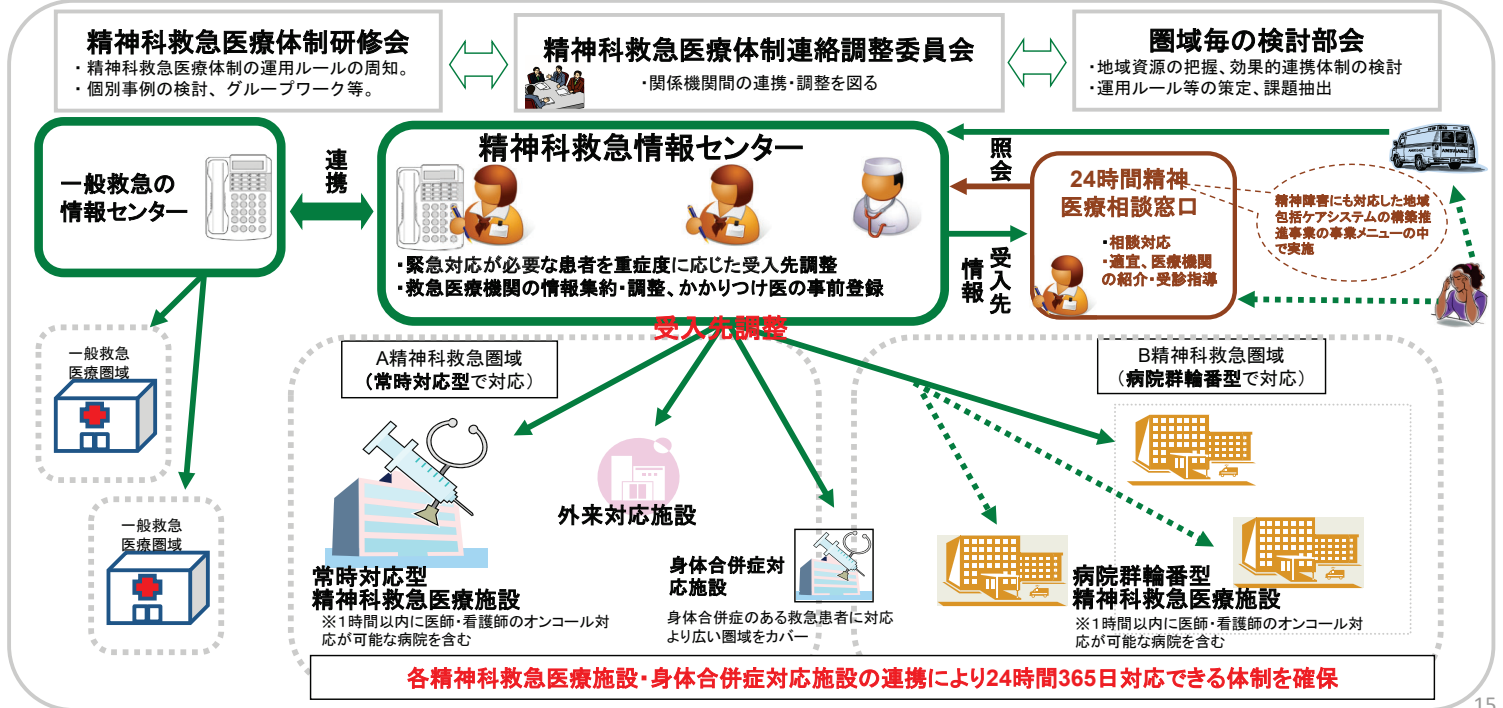 精神科救急医療体制研修会
・精神科救急医療体制の運用ルールの周知。
・個別事例の検討、グループワーク等。
精神科救急医療体制連絡調整委員会
・関係機関間の連携・調整を図る
圏域毎の検討部会
・地域資源の把握、効果的連携体制の検討
・運用ルール等の策定、課題抽出
一般救急の
情報センター
連携
精神科救急情報センター
・緊急対応が必要な患者を重症度に応じた受入先調整
・救急医療機関の情報集約・調整、かかりつけ医の事前登録
照会
受入先
情報
24時間精神
医療相談窓口
・相談対応
・適宜、医療機関
の紹介・受診指導
精神障害にも対応した地域
包括ケアシステムの構築推
進事業の事業メニューの中
で実施
AMBULANCE
受入先調整
一般救急
医療圏域
一般救急
医療圏域
A精神科救急圏域
（常時対応型で対応）
B精神科救急圏域
（病院群輪番型で対応）
外来対応施設
常時対応型
精神科救急医療施設
※1時間以内に医師・看護師のオンコール対
応が可能な病院を含む
身体合併症対
応施設
身体合併症のある救急患者に対応
より広い圏域をカバー
病院群輪番型
精神科救急医療施設
※1時間以内に医師・看護師のオンコール対
応が可能な病院を含む
各精神科救急医療施設・身体合併症対応施設の連携により24時間365日対応できる体制を確保
15